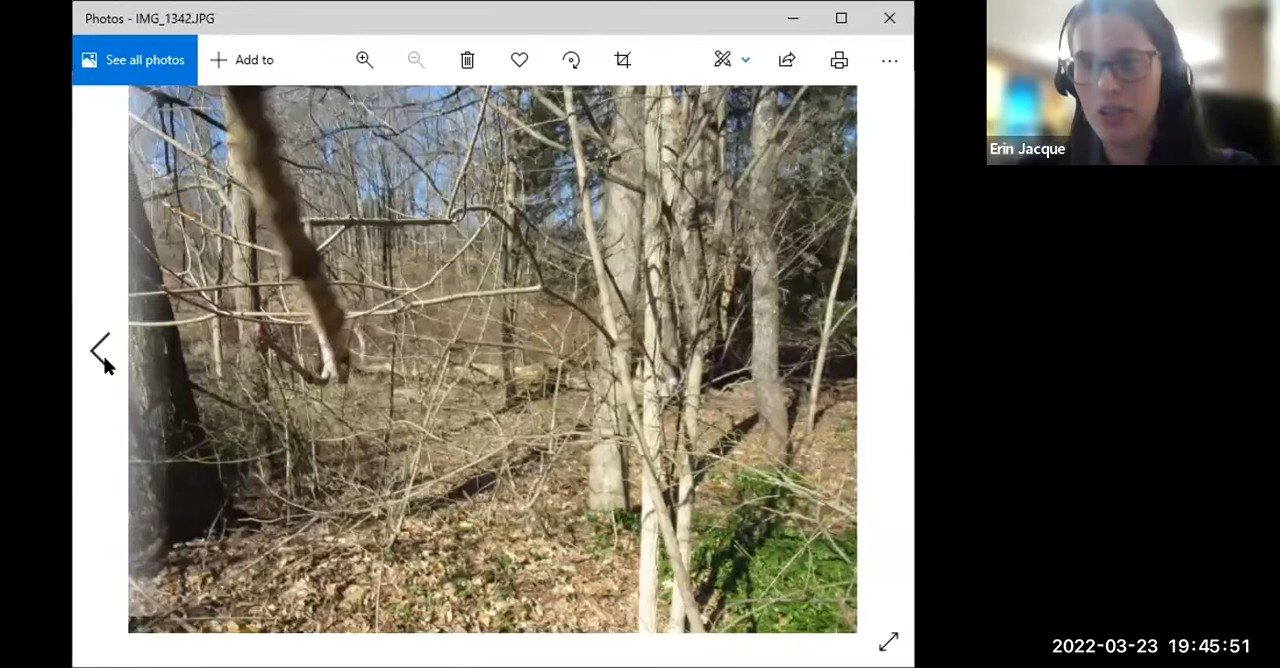 Photos - IMG_1342.JPG
See all photos
Add to
Erin Jacque
2022-03-23 19:45:51